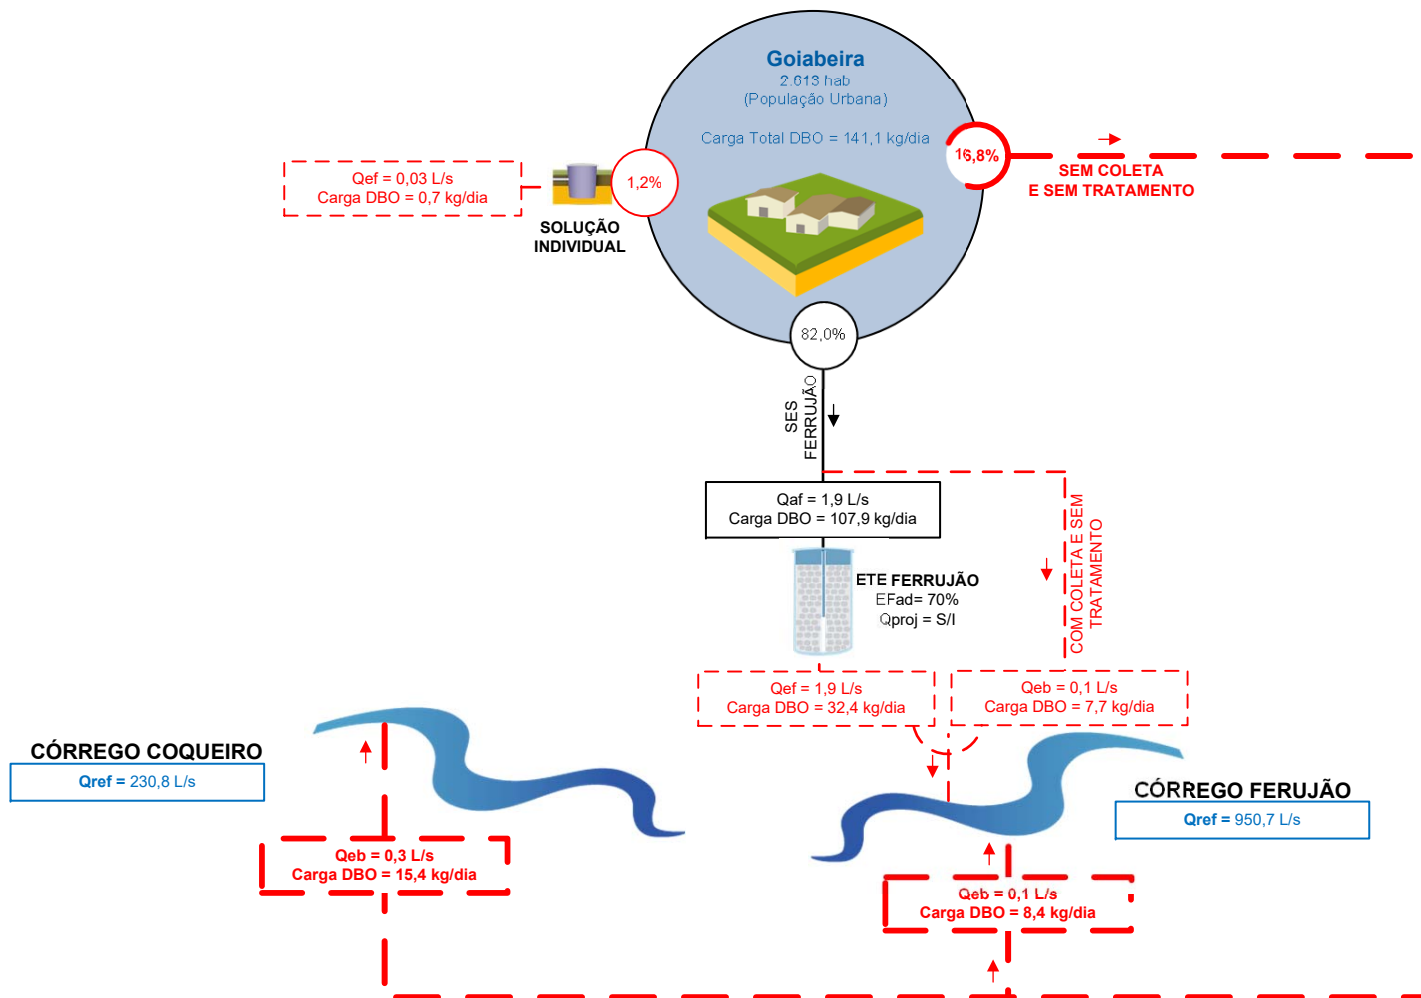 Goiabeira
2.613 hab
(População Urbana)
Carga Total DBO = 141,1 kg/dia
16,8%
SEM COLETA
E SEM TRATAMENTO
1,2%
Qef = 0,03 L/s
Carga DBO = 0,7 kg/dia
SOLUÇÃO
INDIVIDUAL
82,0%
SES
FERRUJÃO
Qaf = 1,9 L/s
Carga DBO = 107,9 kg/dia
COM COLETA E SEM
TRATAMENTO
ETE FERRUJÃO
EFad= 70%
Qproj = S/I
Qef = 1,9 L/s
Carga DBO = 32,4 kg/dia
Qeb = 0,1 L/s
Carga DBO = 7,7 kg/dia
CÓRREGO COQUEIRO
Qref = 230,8 L/s
CÓRREGO FERUJÃO
Qref = 950,7 L/s
Qeb = 0,3 L/s
Carga DBO = 15,4 kg/dia
Qeb = 0,1 L/s
Carga DBO = 8,4 kg/dia